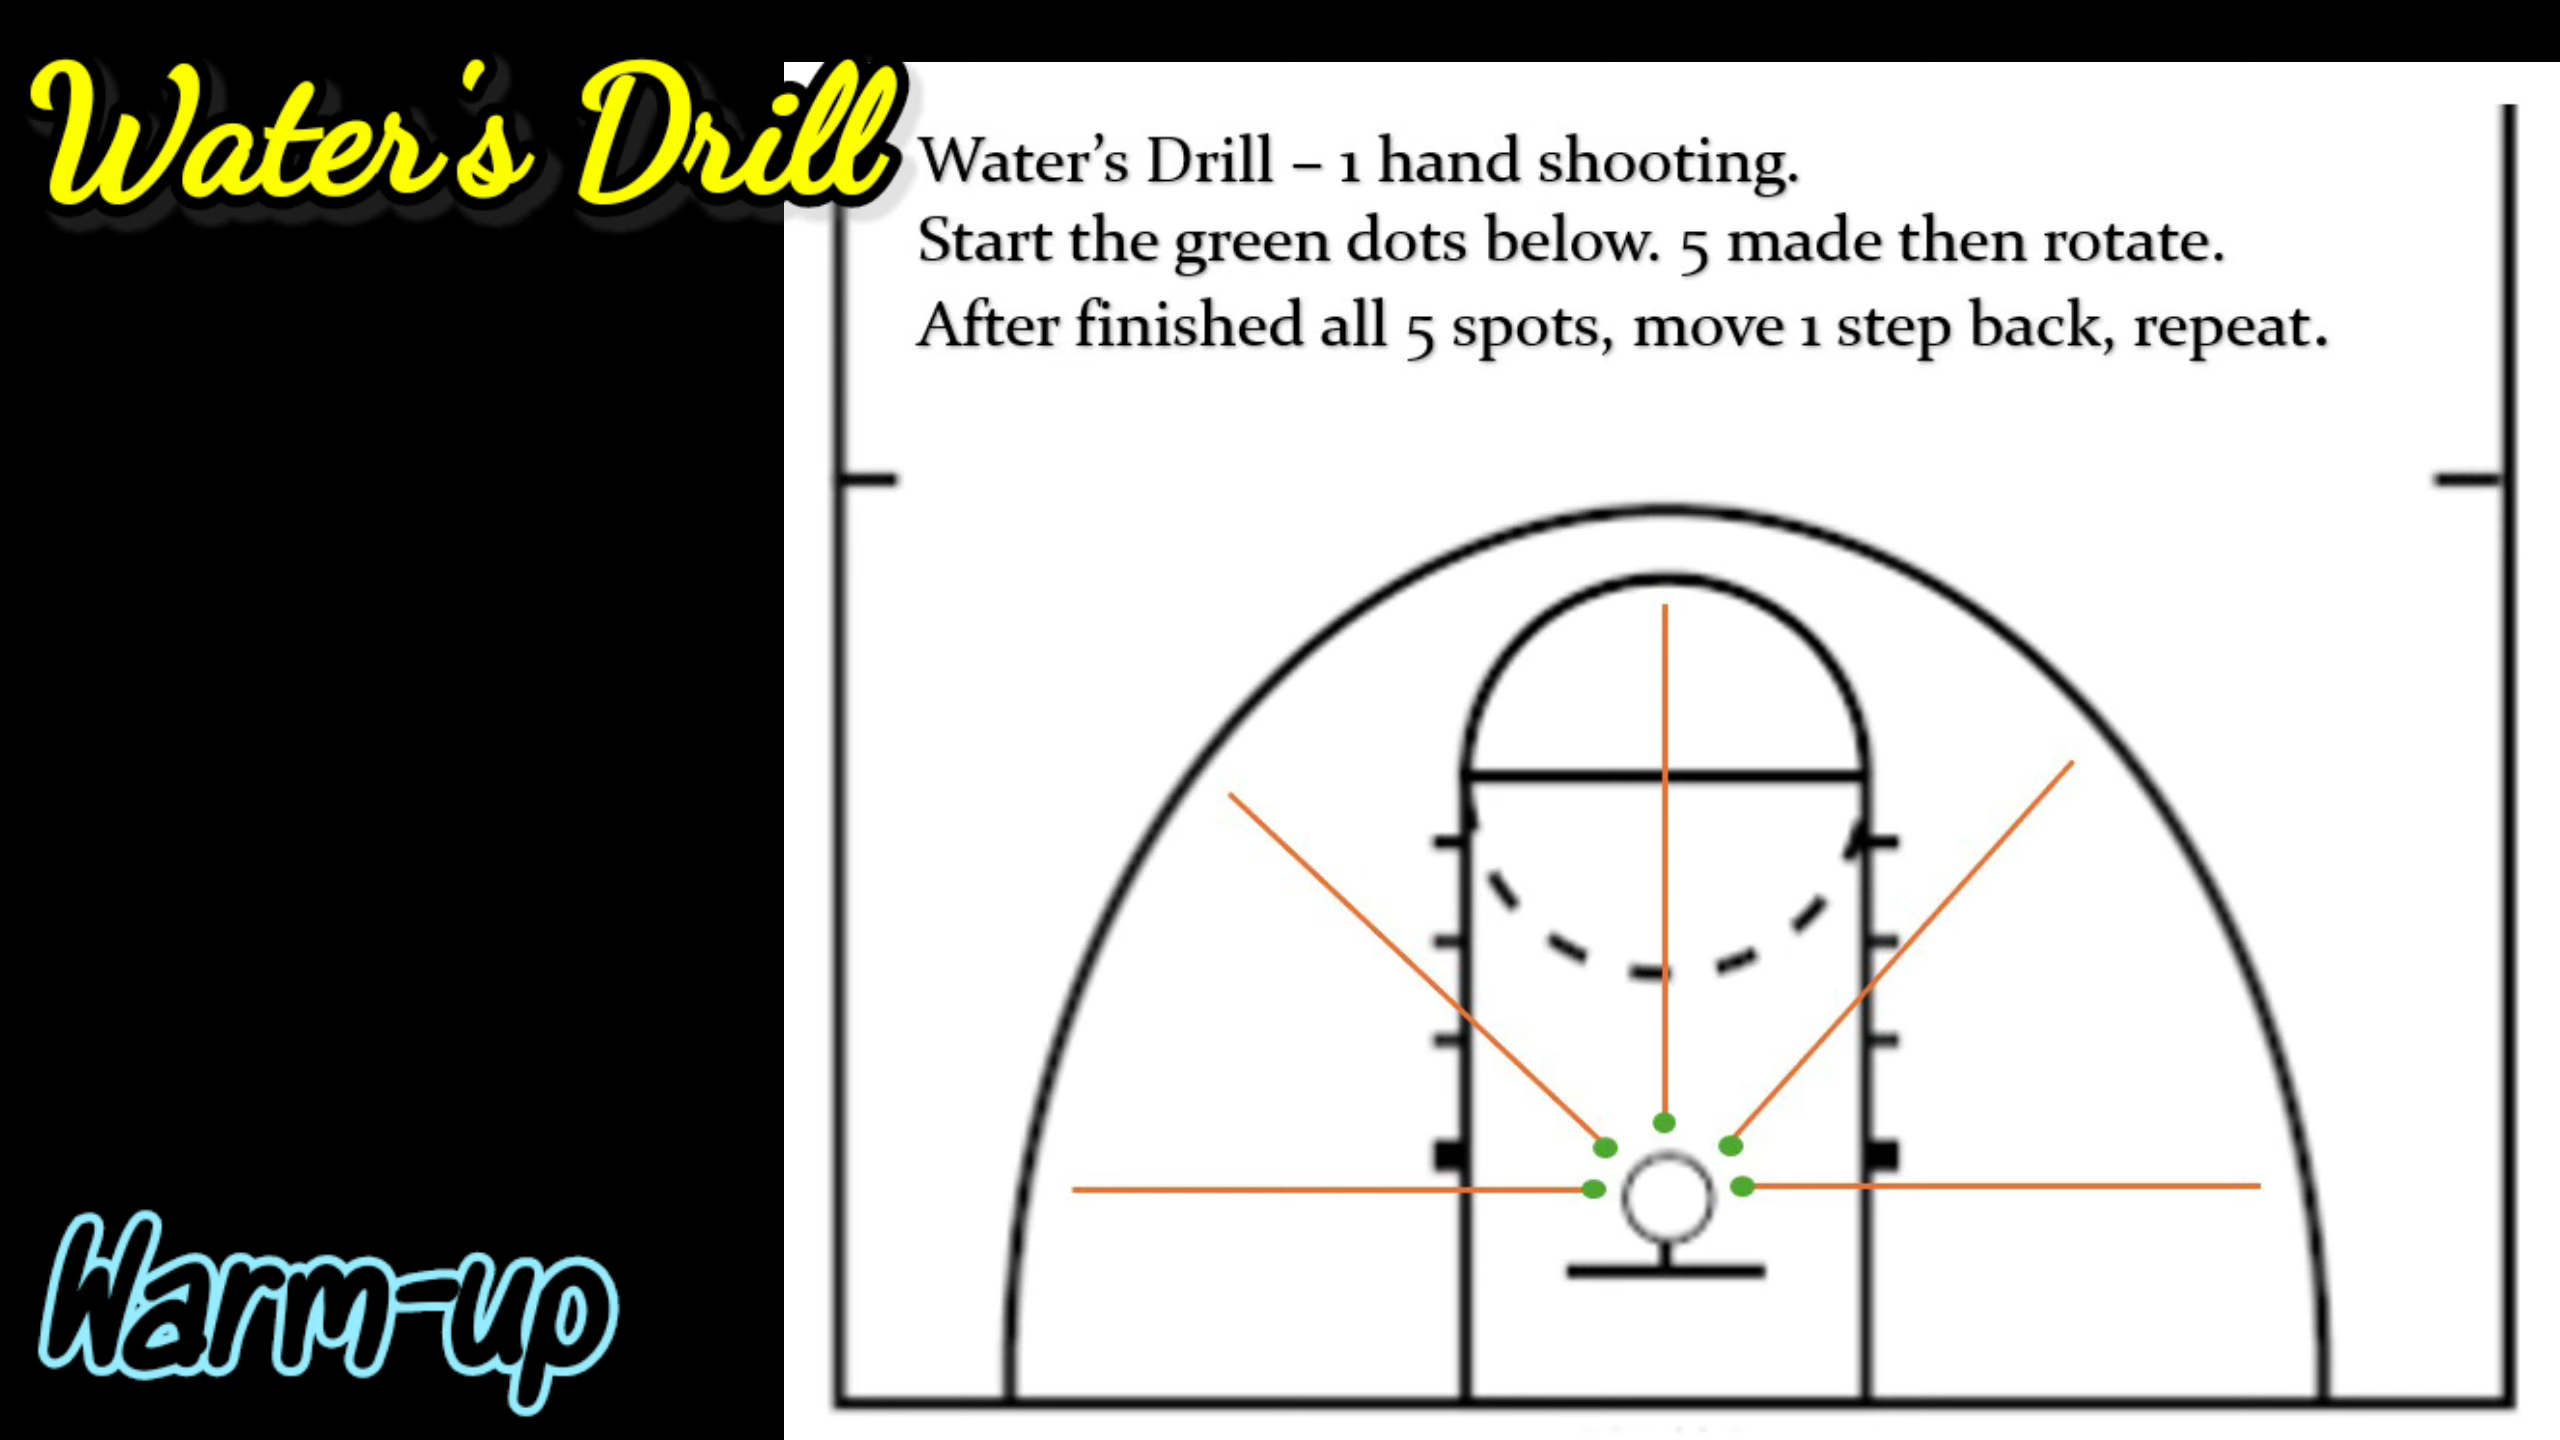 Water's Drill
Water’s Drill – 1 hand shooting.
Start the green dots below. 5 made then rotate.
After finished all 5 spots, move 1 step back, repeat.
Warm-up